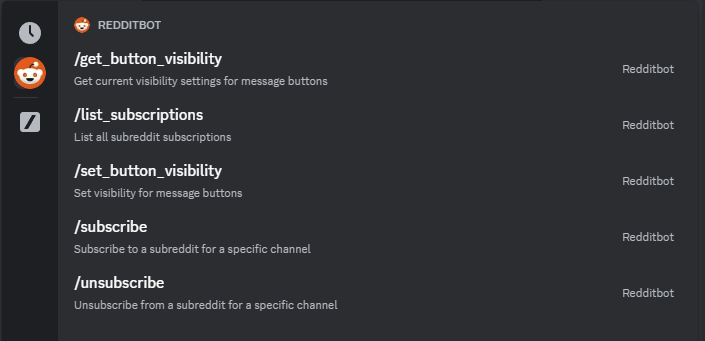 REDDITBOT
/get_button_visibility
Get current visibility settings for message buttons
Redditbot
/list_subscriptions
List all subreddit subscriptions
Redditbot
/set_button_visibility
Set visibility for message buttons
Redditbot
/subscribe
Subscribe to a subreddit for a specific channel
Redditbot
/unsubscribe
Unsubscribe from a subreddit for a specific channel
Redditbot